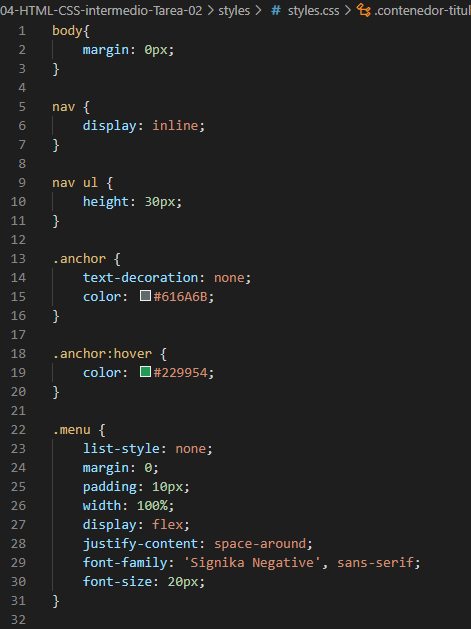 04-HTML-CSS-intermedio-Tarea-02 > styles > # styles.css > .contenedor-titul
1 body{
2 margin: 0px;
3 }
4
5 nav {
6 display: inline;
7 }
8
9 nav ul {
10 height: 30px;
11 }
12
13 .anchor {
14 text-decoration: none;
15 color: #616A6B;
16 }
17
18 .anchor:hover {
19 color: #229954;
20 }
21
22 .menu {
23 list-style: none;
24 margin: 0;
25 padding: 10px;
26 width: 100%;
27 display: flex;
28 justify-content: space-around;
29 font-family: 'Signika Negative', sans-serif;
30 font-size: 20px;
31 }
32